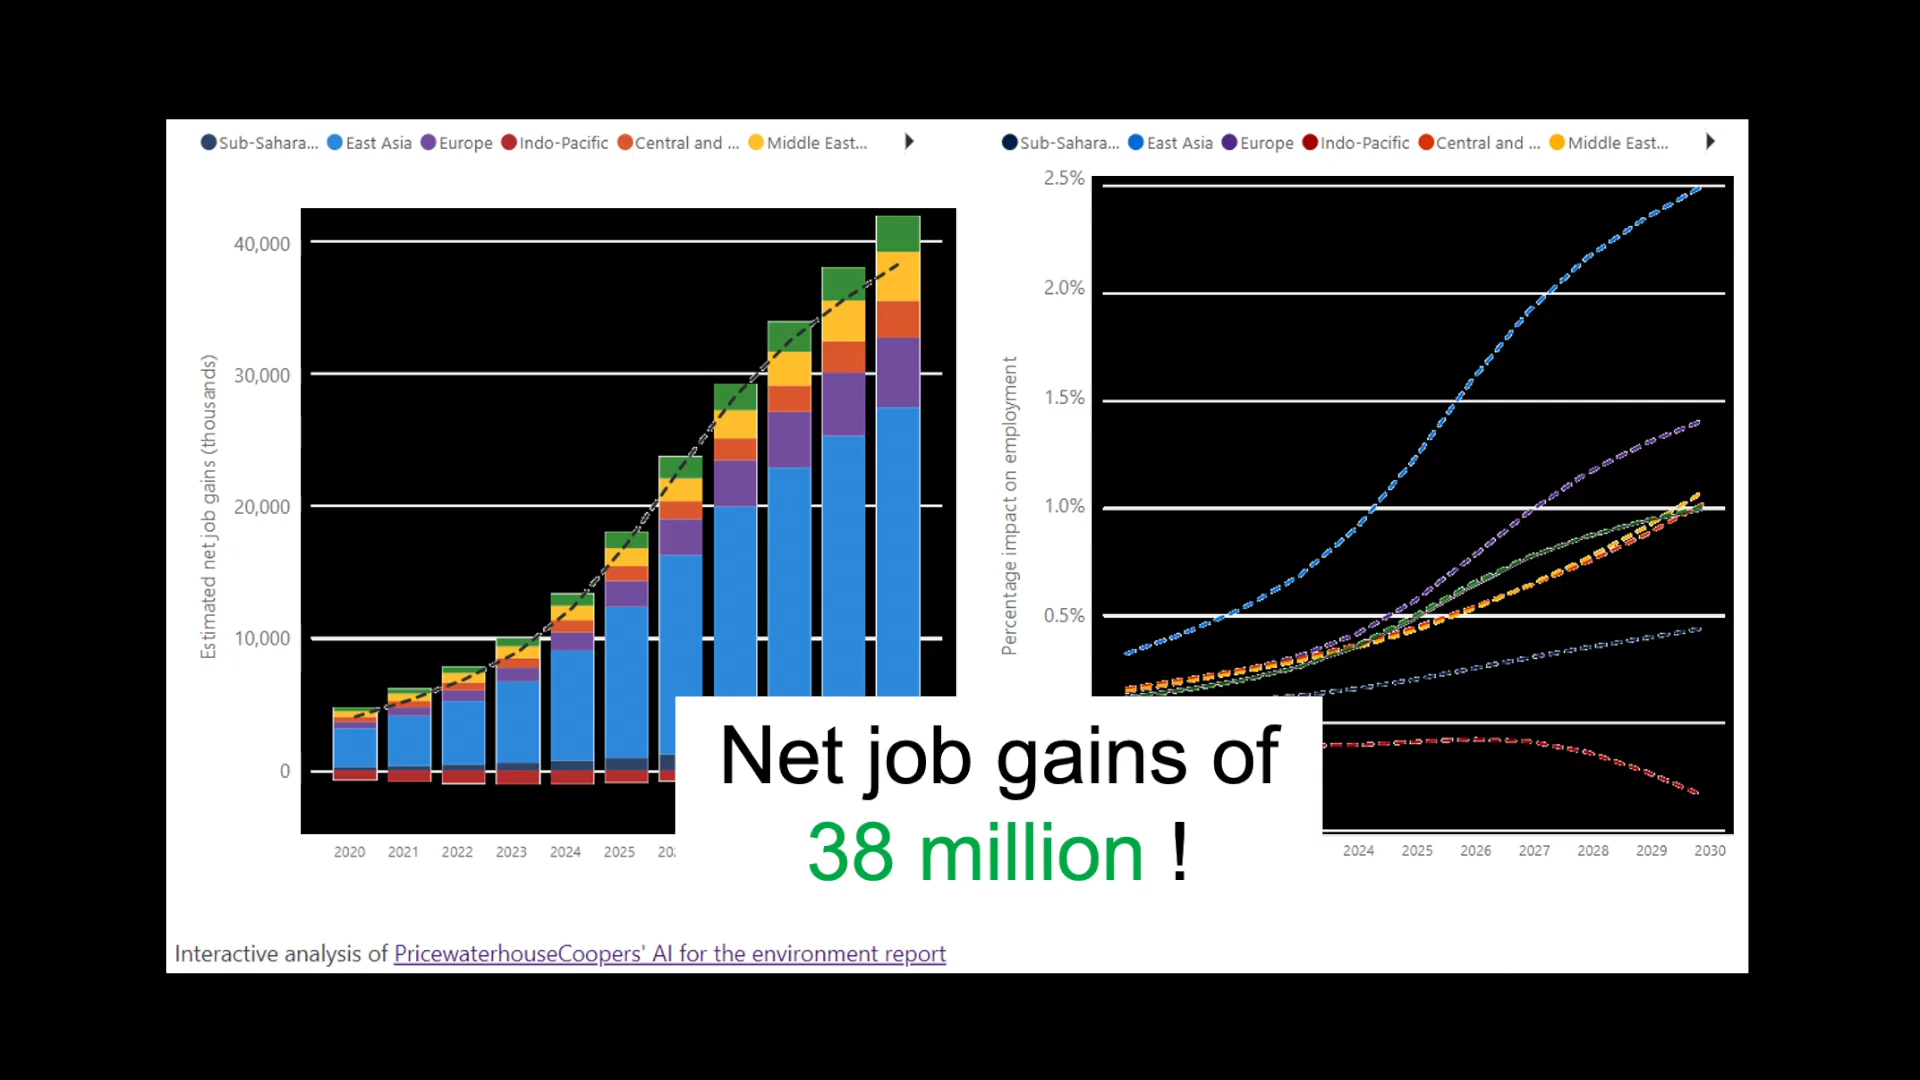 Sub-Sahara... East Asia Europe Indo-Pacific Central and ... Middle East...
Estimated net job gains (thousands)
40,000
30,000
20,000
10,000
0
2020 2021 2022 2023 2024 2025
Sub-Sahara... East Asia Europe Indo-Pacific Central and ... Middle East...
Percentage impact on employment
2.5%
2.0%
1.5%
1.0%
0.5%
2024 2025 2026 2027 2028 2029 2030
Net job gains of
38 million !
Interactive analysis of PricewaterhouseCoopers' AI for the environment report